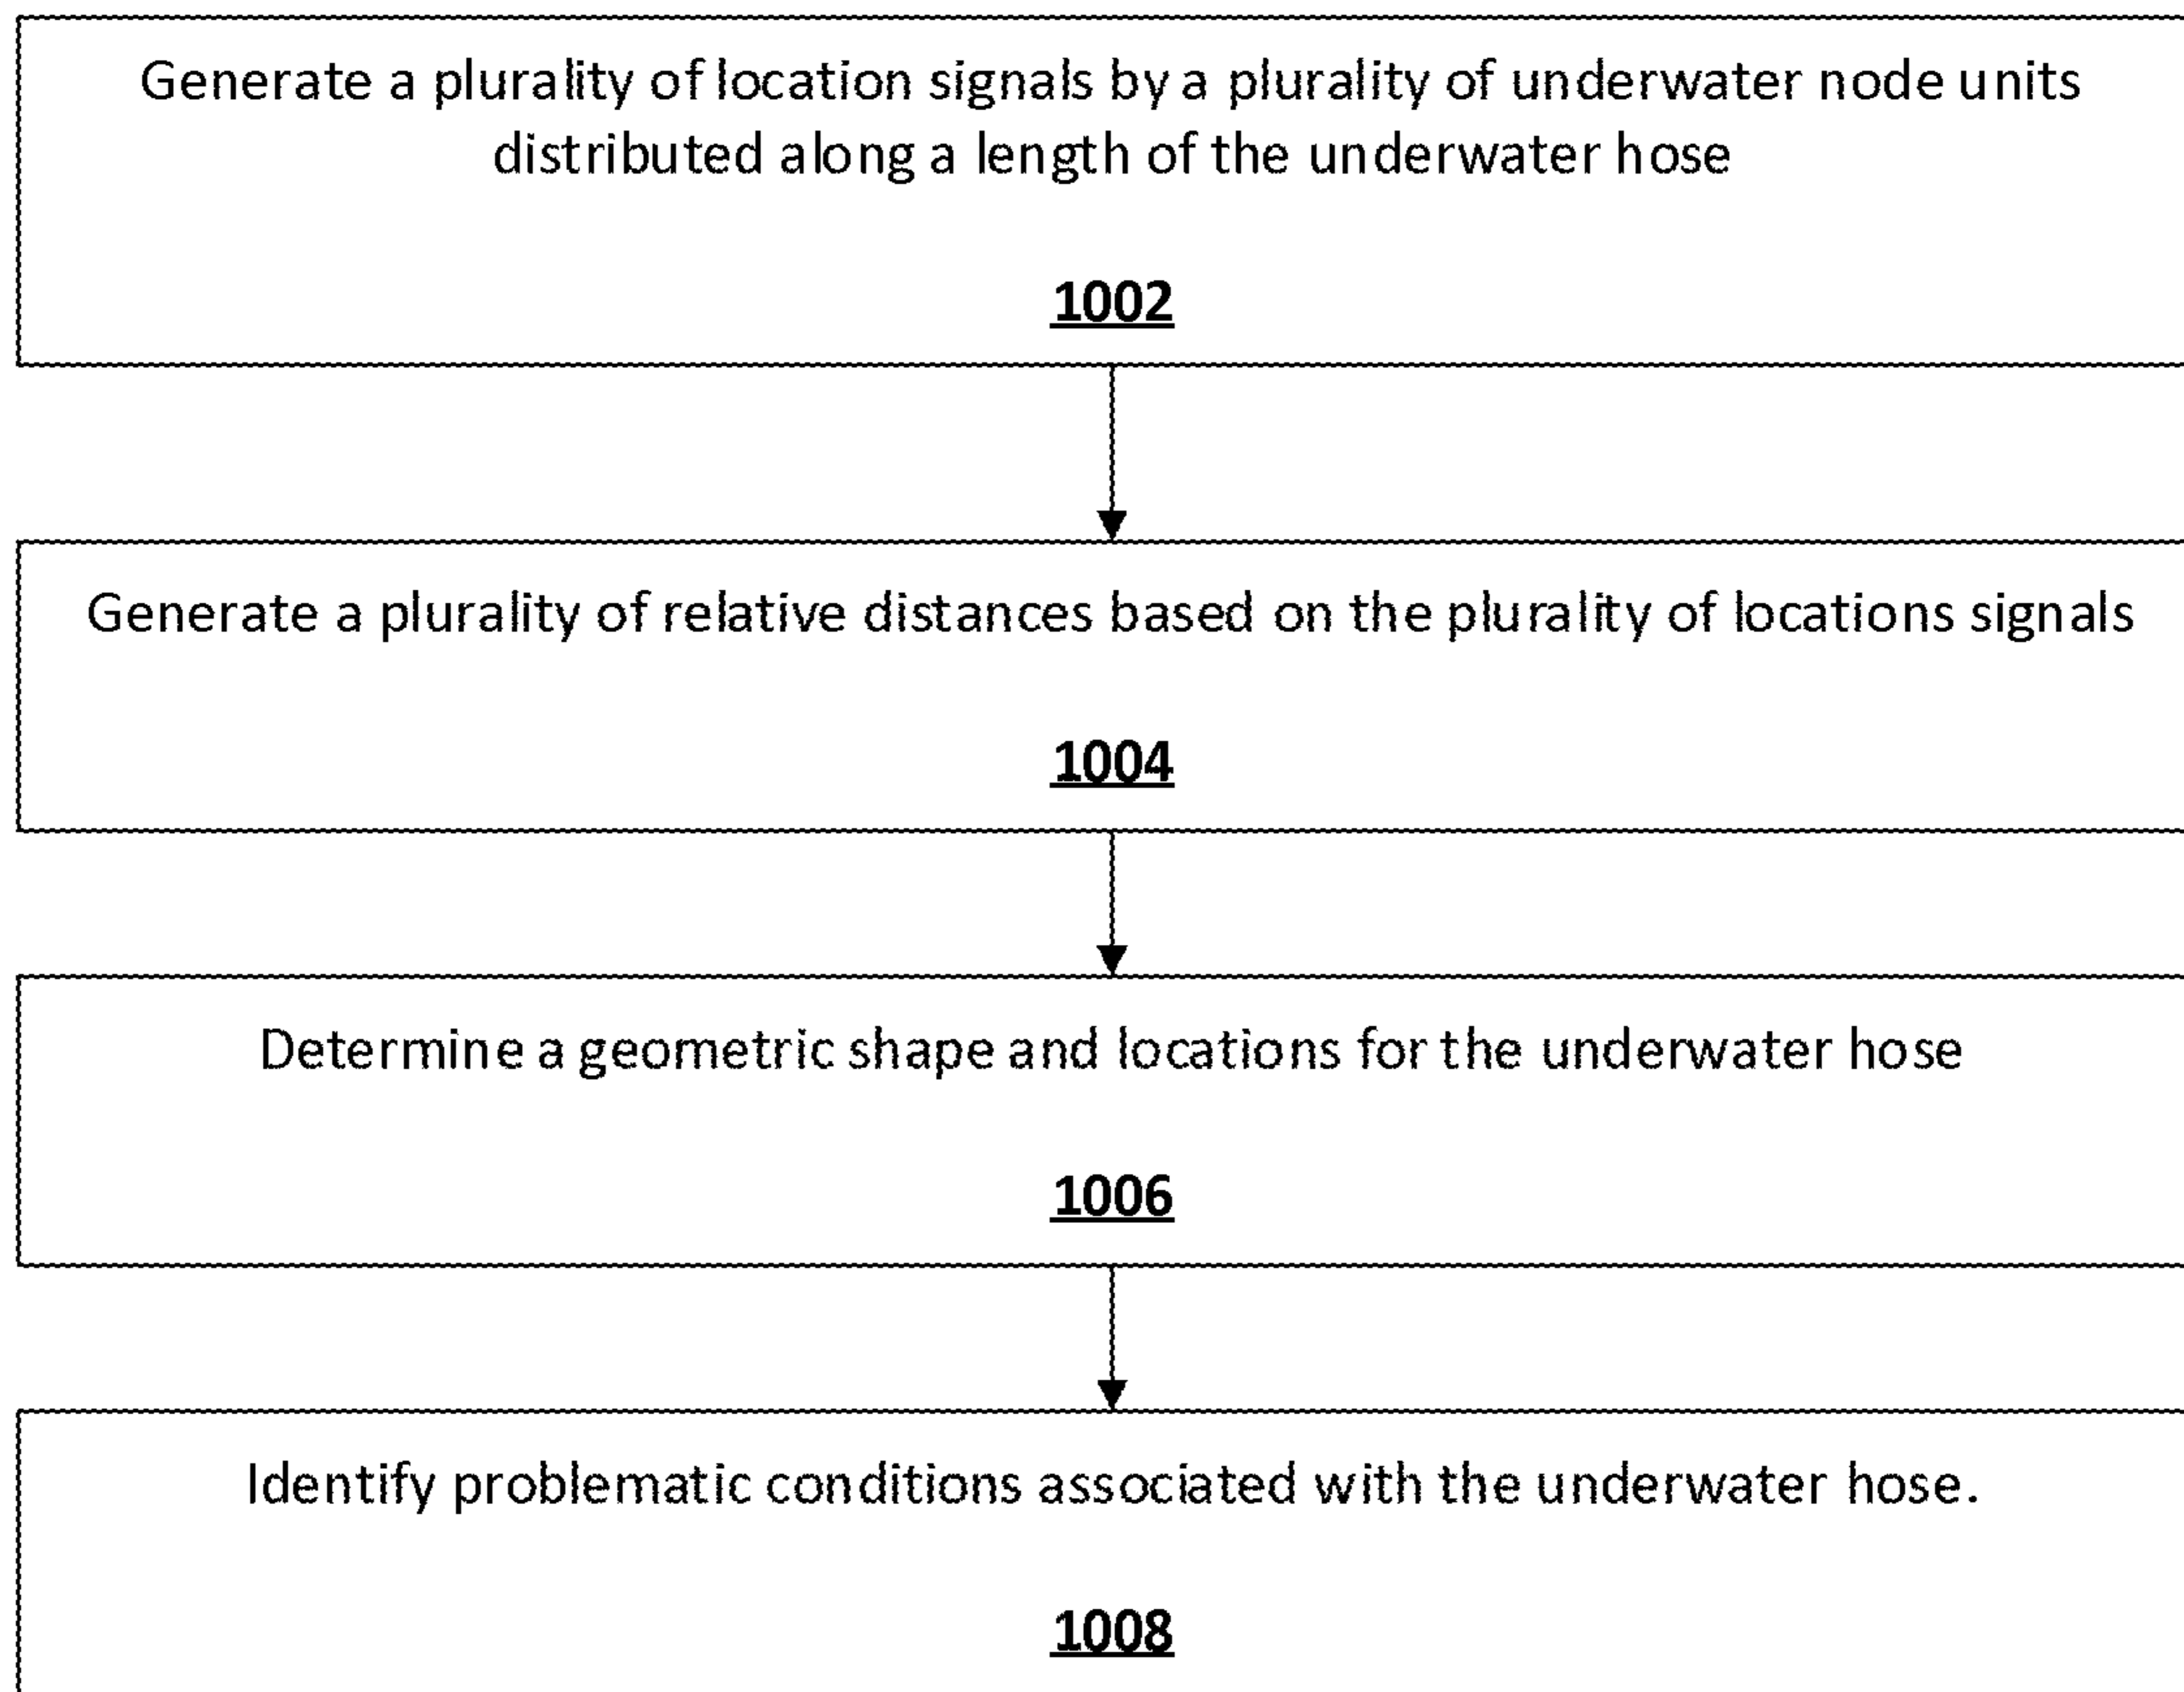 Generate a plurality of location signals by a plurality of underwater node units
distributed along a length of the underwater hose
1002
Generate a plurality of relative distances based on the plurality of locations signals
1004
Determine a geometric shape and locations for the underwater hose
1006
Identify problematic conditions associated with the underwater hose.
1008